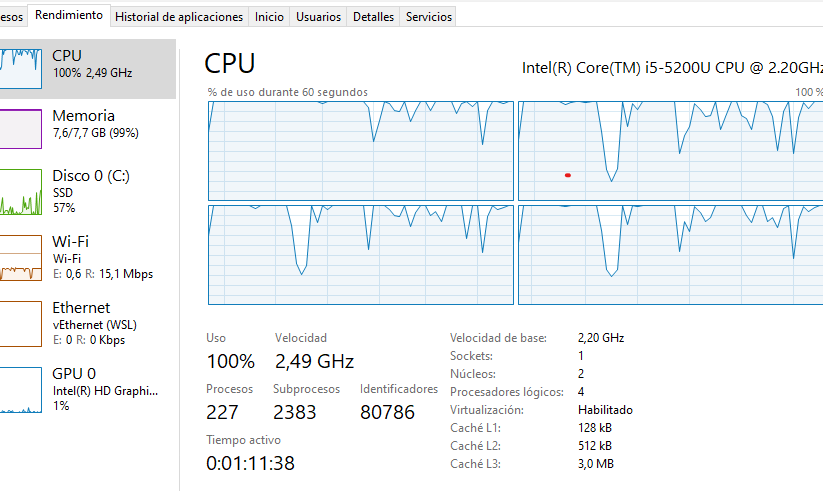 esos Rendimiento Historial de aplicaciones Inicio Usuarios Detalles Servicios
CPU
100% 2,49 GHz
Memoria
7,6/7,7 GB (99%)
Disco 0 (C:)
SSD
57%
Wi-Fi
Wi-Fi
E: 0,6 R: 15,1 Mbps
Ethernet
vEthernet (WSL)
E: 0 R: 0 Kbps
GPU 0
Intel(R) HD Graphi...
1%
CPU
Intel(R) Core(TM) i5-5200U CPU @ 2.20GHz
% de uso durante 60 segundos
100 %
Uso
Velocidad
100%
2,49 GHz
Procesos
Subprocesos
Identificadores
227
2383
80786
Tiempo activo
0:01:11:38
Velocidad de base: 2,20 GHz
Sockets: 1
Núcleos: 2
Procesadores lógicos: 4
Virtualización: Habilitado
Caché L1: 128 kB
Caché L2: 512 kB
Caché L3: 3,0 MB